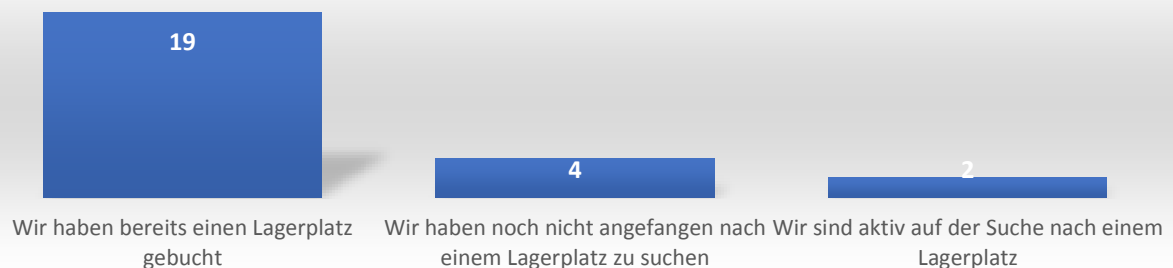 19
4
2
Wir haben bereits einen Lagerplatz
gebucht
Wir haben noch nicht angefangen nach
einem Lagerplatz zu suchen
Wir sind aktiv auf der Suche nach einem
Lagerplatz